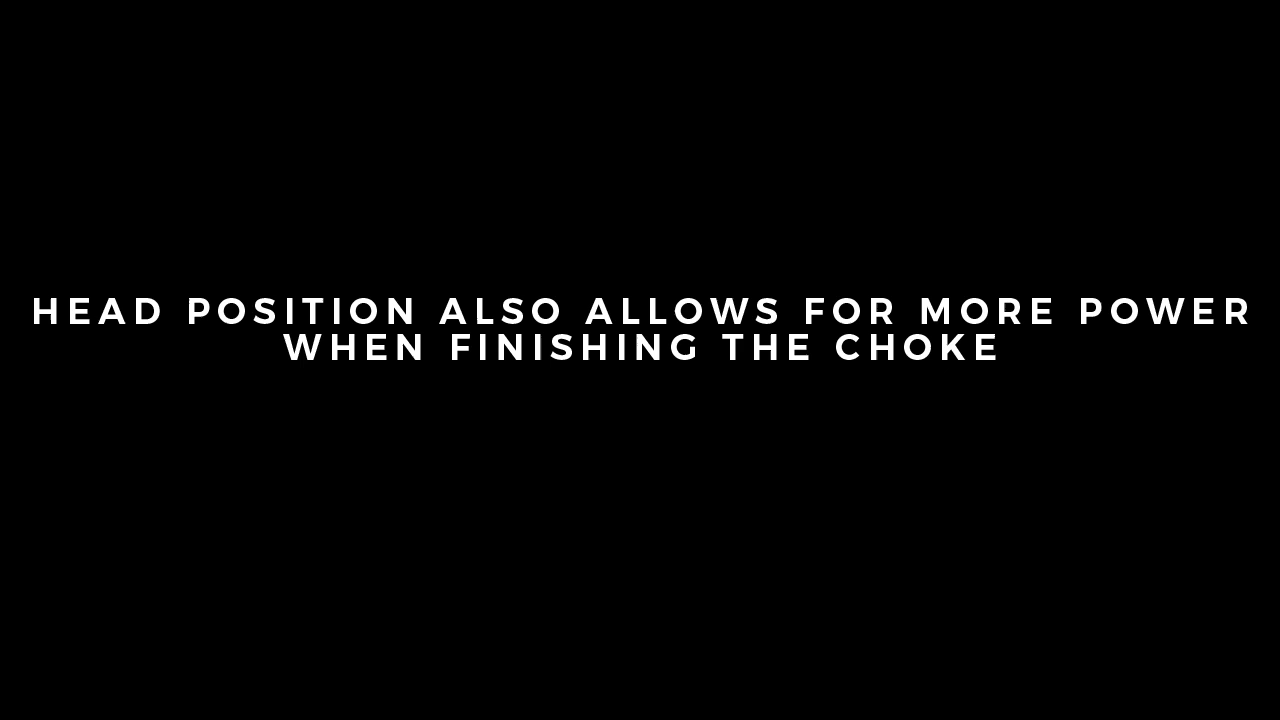 HEAD POSITION ALSO ALLOWS FOR MORE POWER
WHEN FINISHING THE CHOKE